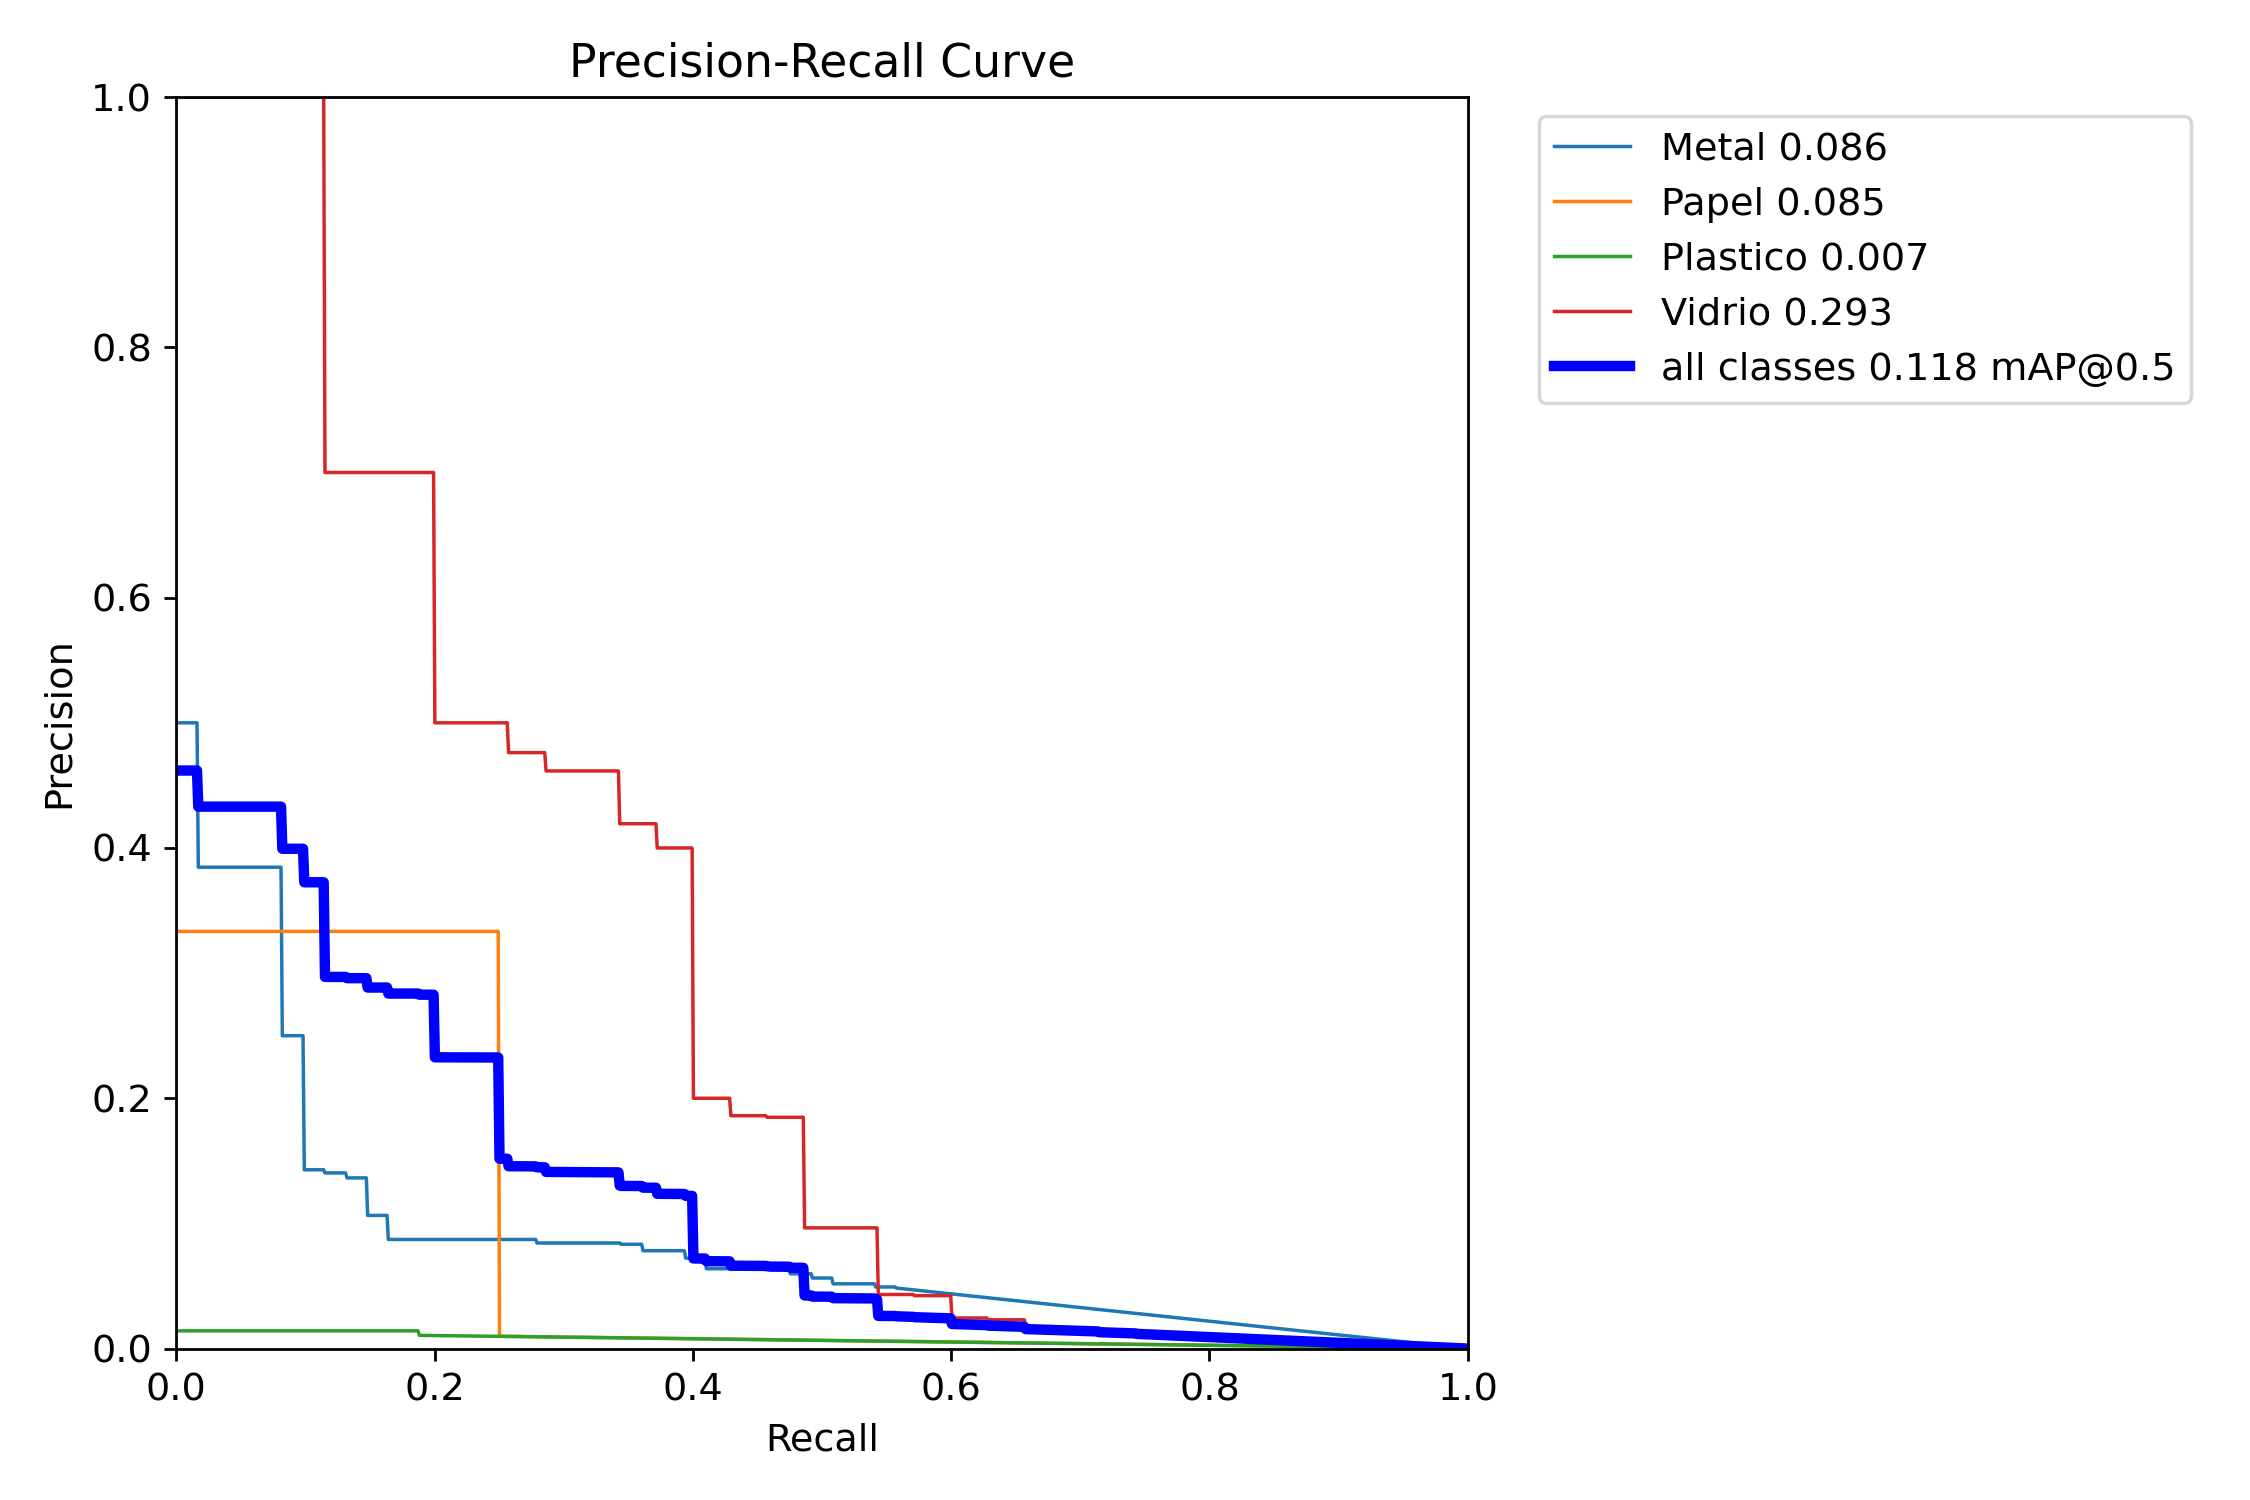 Precision-Recall Curve
1.0
0.8
0.6
0.4
0.2
0.0
Precision
0.0 0.2 0.4 0.6 0.8 1.0
Recall
Metal 0.086
Papel 0.085
Plastico 0.007
Vidrio 0.293
all classes 0.118 mAP@0.5